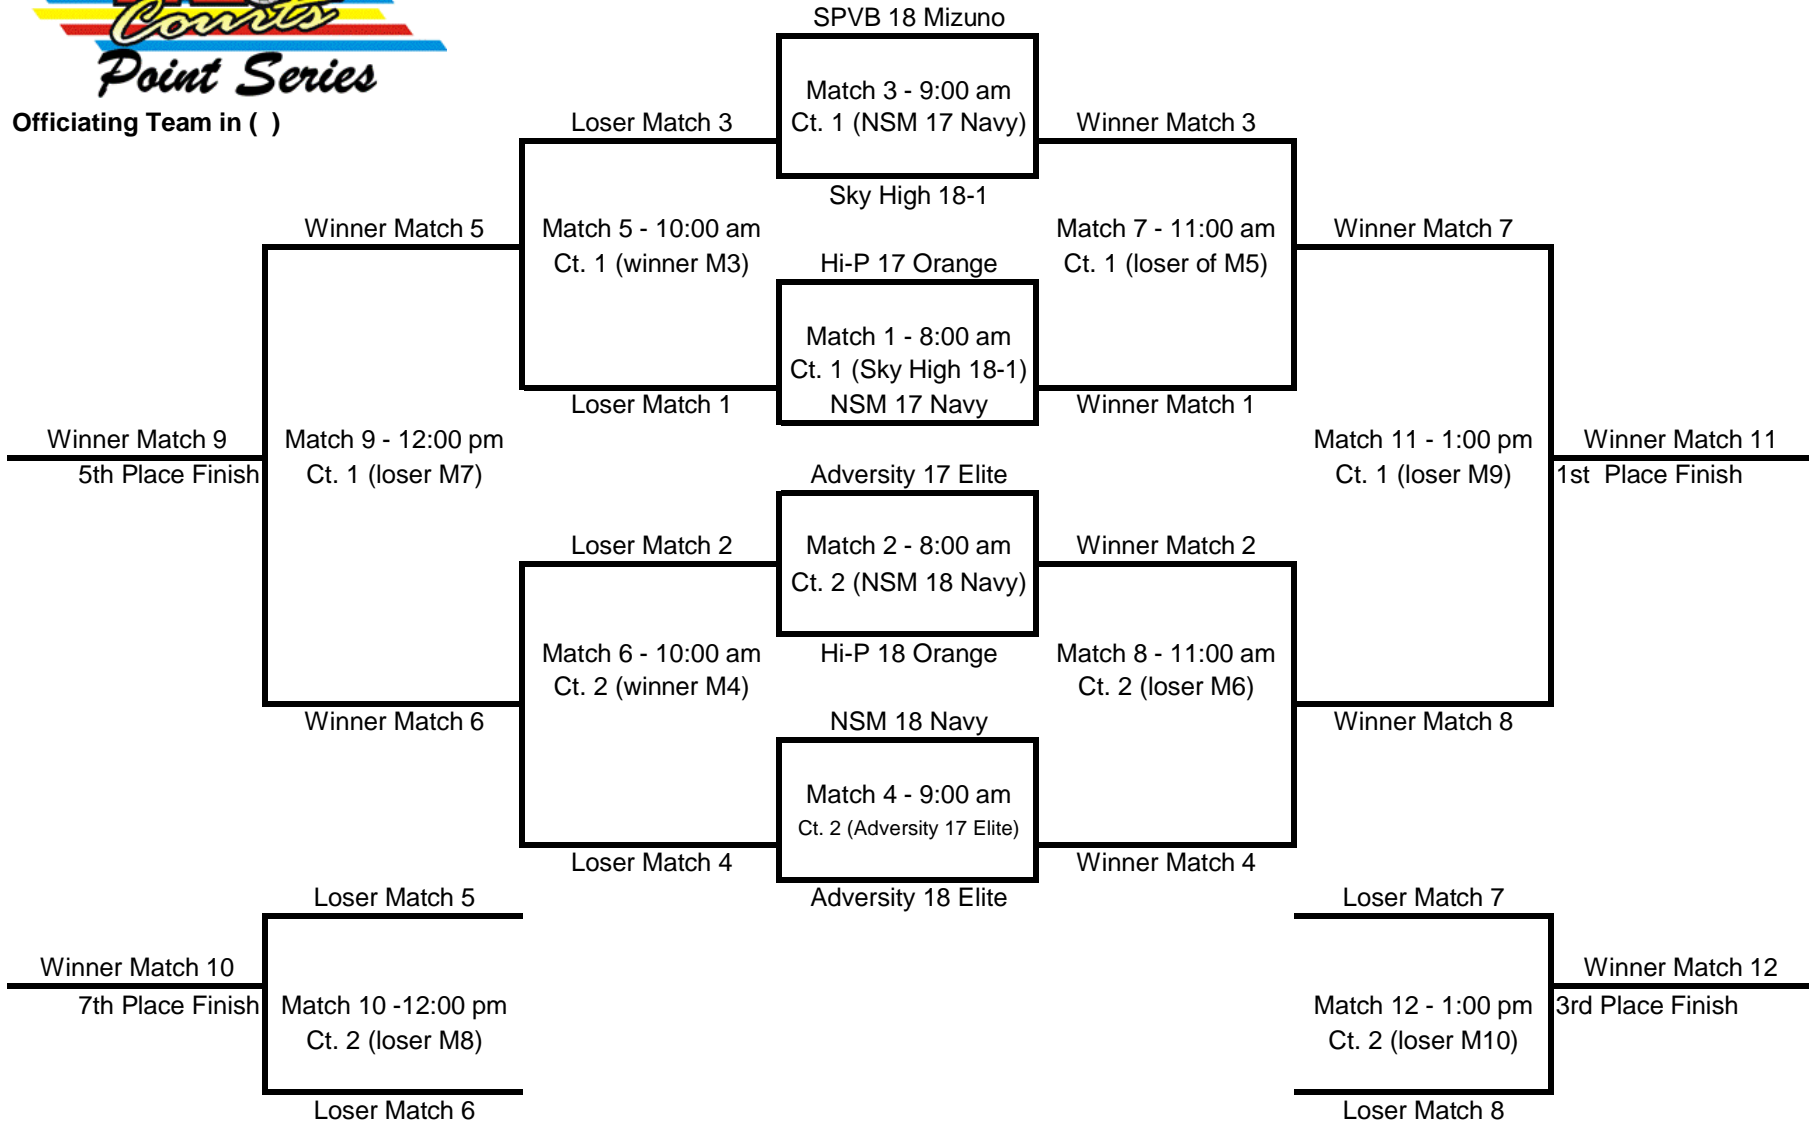 Courts
Point Series
Officiating Team in ( )
SPVB 18 Mizuno
Match 3 - 9:00 am
Ct. 1 (NSM 17 Navy)
Sky High 18-1
Loser Match 3
Winner Match 3
Winner Match 5
Match 5 - 10:00 am
Ct. 1 (winner M3)
Hi-P 17 Orange
Match 7 - 11:00 am
Ct. 1 (loser of M5)
Winner Match 7
Match 1 - 8:00 am
Ct. 1 (Sky High 18-1)
NSM 17 Navy
Loser Match 1
Winner Match 1
Winner Match 9
5th Place Finish
Match 9 - 12:00 pm
Ct. 1 (loser M7)
Adversity 17 Elite
Match 11 - 1:00 pm
Ct. 1 (loser M9)
Winner Match 11
1st  Place Finish
Loser Match 2
Match 2 - 8:00 am
Ct. 2 (NSM 18 Navy)
Winner Match 2
Hi-P 18 Orange
Match 6 - 10:00 am
Ct. 2 (winner M4)
Match 8 - 11:00 am
Ct. 2 (loser M6)
Winner Match 6
NSM 18 Navy
Winner Match 8
Match 4 - 9:00 am
Ct. 2 (Adversity 17 Elite)
Loser Match 4
Winner Match 4
Adversity 18 Elite
Loser Match 5
Loser Match 7
Winner Match 10
7th Place Finish
Match 10 -12:00 pm
Ct. 2 (loser M8)
Match 12 - 1:00 pm
Ct. 2 (loser M10)
Winner Match 12
3rd Place Finish
Loser Match 6
Loser Match 8